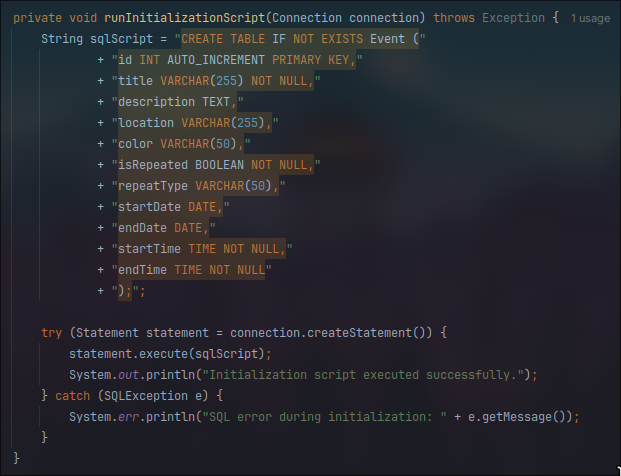 private void runInitializationScript(Connection connection) throws Exception { 1 usage
String sqlScript = "CREATE TABLE IF NOT EXISTS Event ("
+ "id INT AUTO_INCREMENT PRIMARY KEY,"
+ "title VARCHAR(255) NOT NULL,"
+ "description TEXT,"
+ "location VARCHAR(255),"
+ "color VARCHAR(50),"
+ "isRepeated BOOLEAN NOT NULL,"
+ "repeatType VARCHAR(50),"
+ "startDate DATE,"
+ "endDate DATE,"
+ "startTime TIME NOT NULL,"
+ "endTime TIME NOT NULL"
+ ");";
try (Statement statement = connection.createStatement()) {
statement.execute(sqlScript);
System.out.println("Initialization script executed successfully.");
} catch (SQLException e) {
System.err.println("SQL error during initialization: " + e.getMessage());
}
}